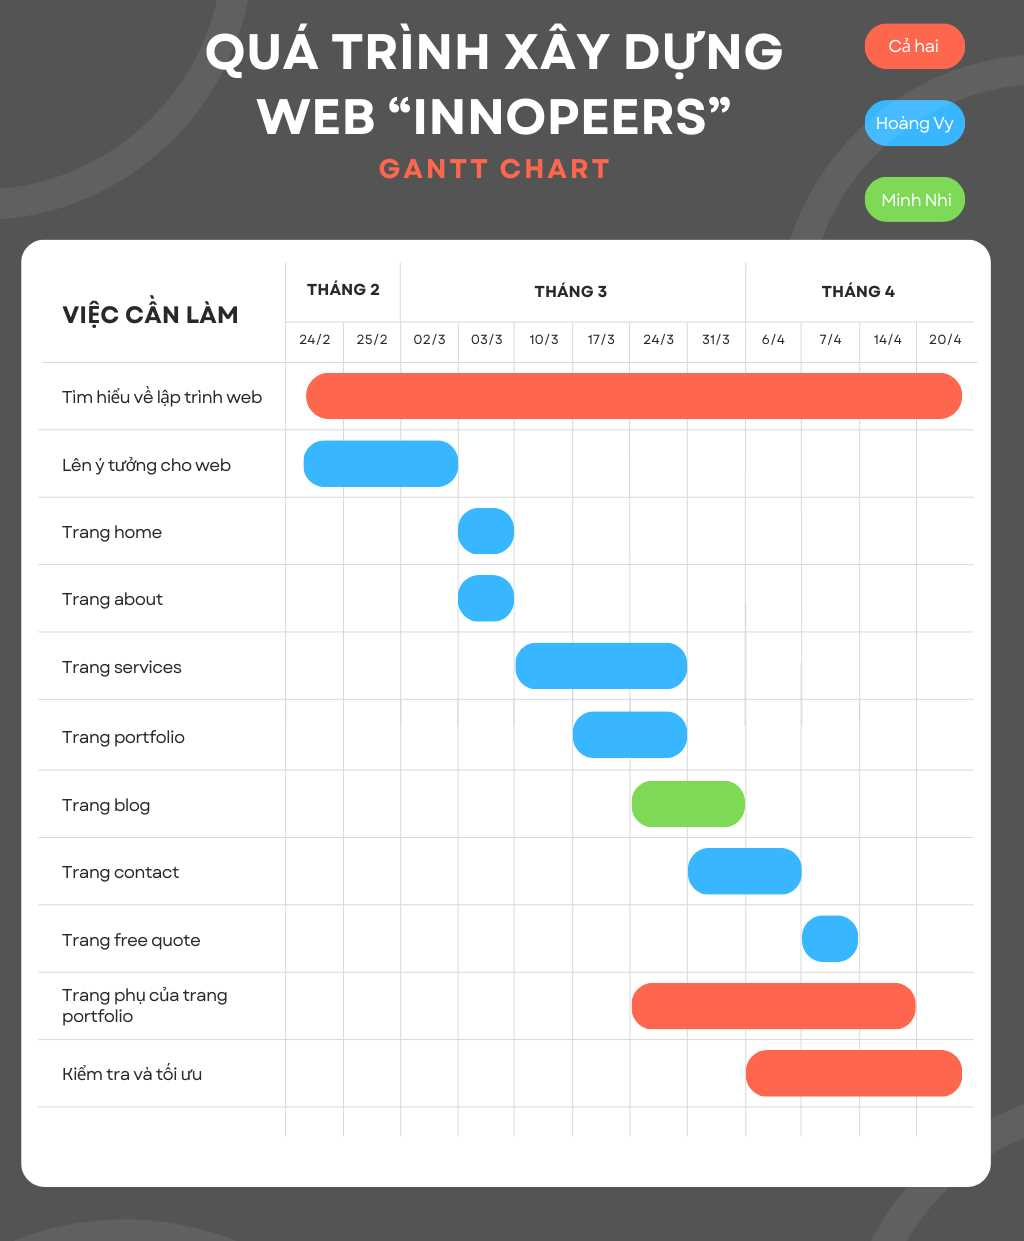 QUÁ TRÌNH XÂY DỰNG
WEB “INNOPEERS”
GANTT CHART
Cả hai
Hoàng Vy
Minh Nhi
VIỆC CẦN LÀM
THÁNG 2
THÁNG 3
THÁNG 4
24/2
25/2
02/3
03/3
10/3
17/3
24/3
31/3
6/4
7/4
14/4
20/4
Tìm hiểu về lập trình web
Lên ý tưởng cho web
Trang home
Trang about
Trang services
Trang portfolio
Trang blog
Trang contact
Trang free quote
Trang phụ của trang
portfolio
Kiểm tra và tối ưu